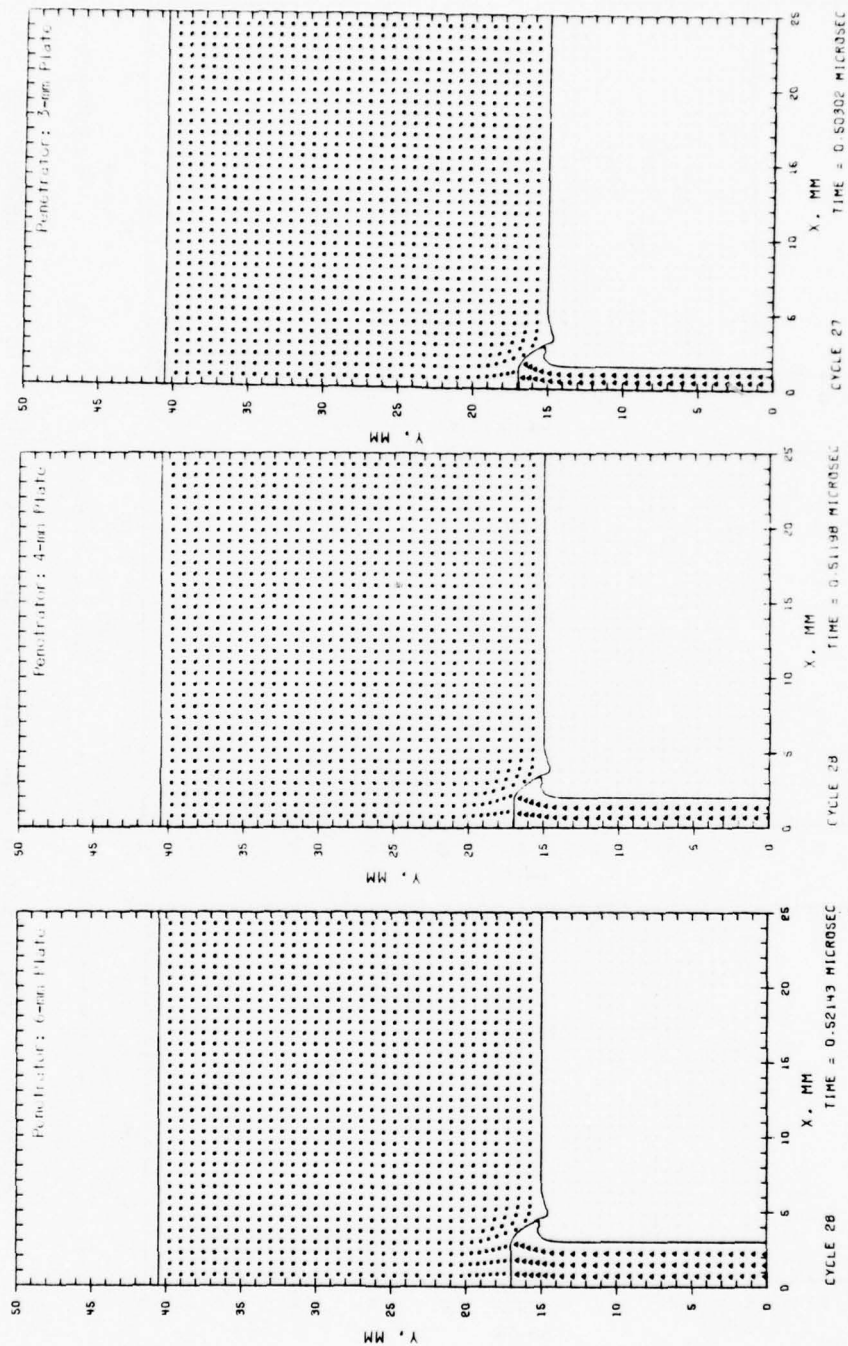 Penetrator: 6-mm Plate
50
45
40
35
30
25
20
15
10
5
0
Y, MM
0 5 10 15 20 25
X, MM
CYCLE 28 TIME = 0.52143 MICROSEC
Penetrator: 4-mm Plate
50
45
40
35
30
25
20
15
10
5
0
Y, MM
0 5 10 15 20 25
X, MM
CYCLE 28 TIME = 0.51198 MICROSEC
Penetrator: 3-mm Plate
50
45
40
35
30
25
20
15
10
5
0
Y, MM
0 5 10 15 20 25
X, MM
CYCLE 27 TIME = 0.50302 MICROSEC